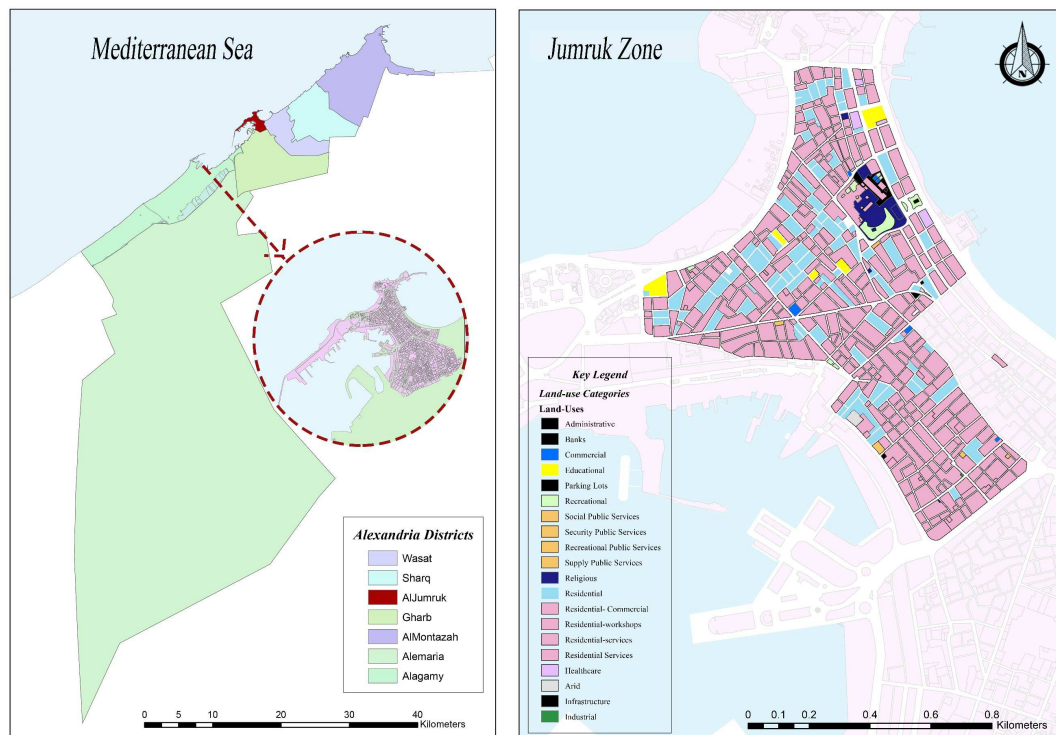 Mediterranean Sea
Alexandria Districts
Wasat
Sharq
AlJumruk
Gharb
AlMontazah
Alemaria
Alagamy
0 5 10 20 30 40
Kilometers
Jumruk Zone
N
Key Legend
Land-use Categories
Land-Uses
Administrative
Banks
Commercial
Educational
Parking Lots
Recreational
Social Public Services
Security Public Services
Recreational Public Services
Supply Public Services
Religious
Residential
Residential- Commercial
Residential-workshops
Residential-services
Residential Services
Healthcare
Arid
Infrastructure
Industrial
0 0.1 0.2 0.4 0.6 0.8
Kilometers